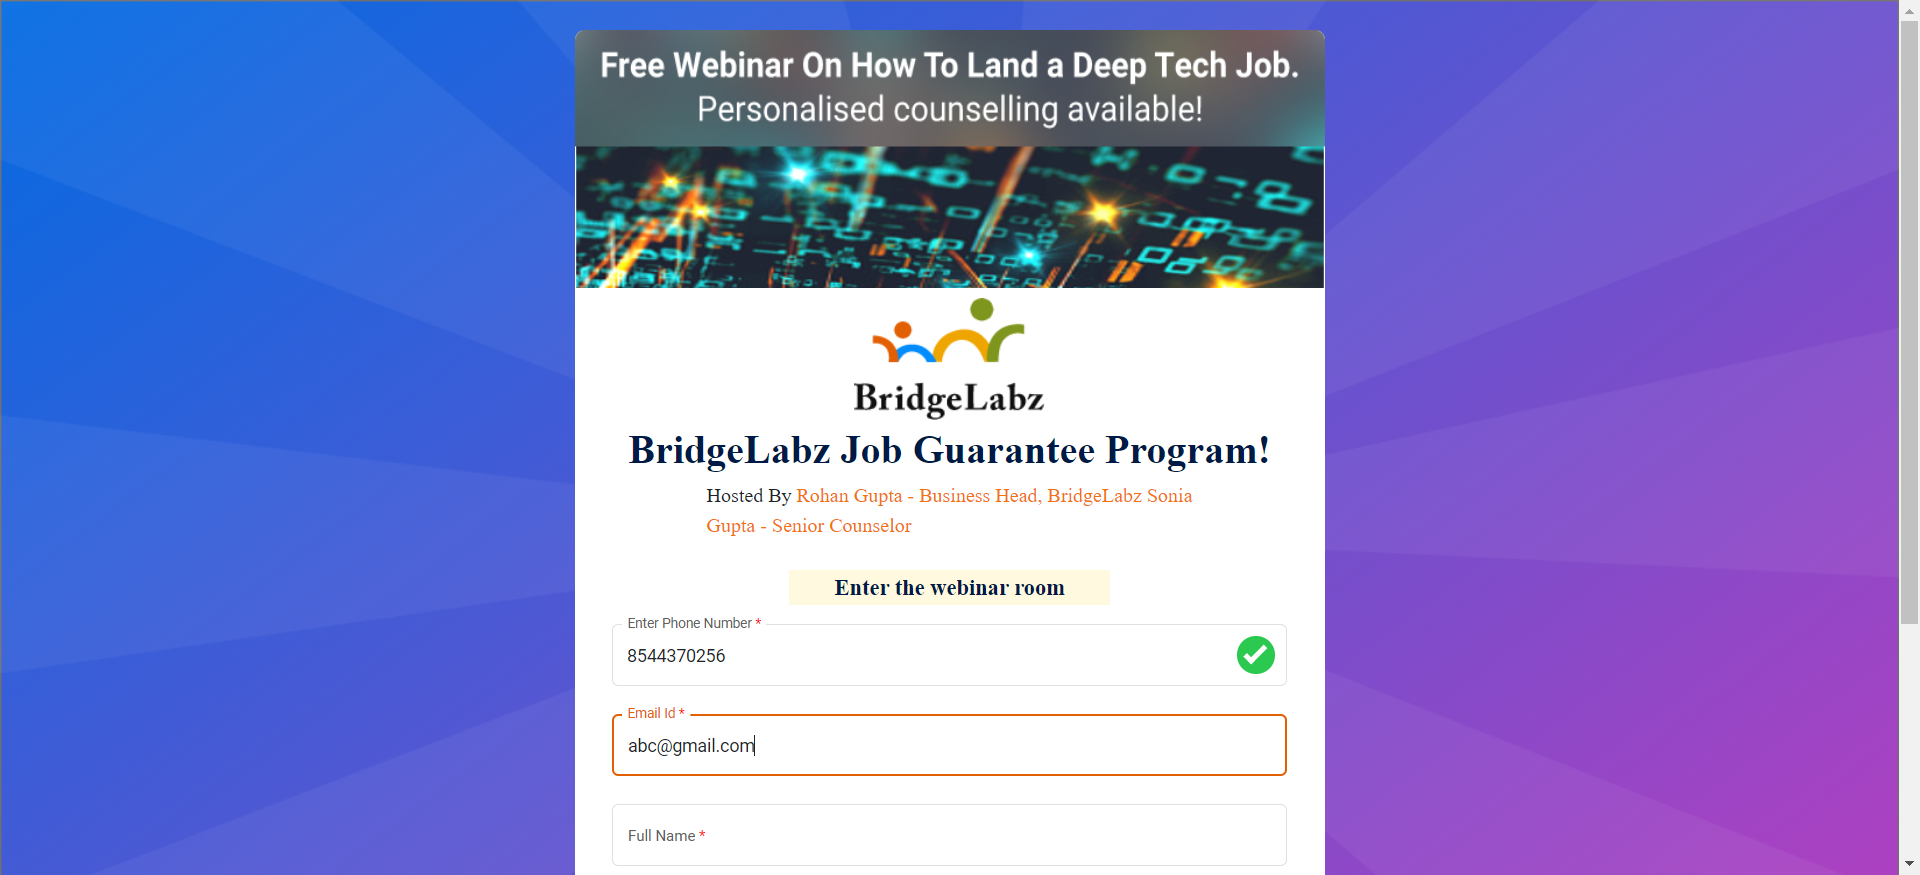 Free Webinar On How To Land a Deep Tech Job.
Personalised counselling available!
BridgeLabz
BridgeLabz Job Guarantee Program!
Hosted By Rohan Gupta - Business Head, BridgeLabz Sonia
Gupta - Senior Counselor
Enter the webinar room
Enter Phone Number *
8544370256
Email Id *
abc@gmail.com
Full Name *